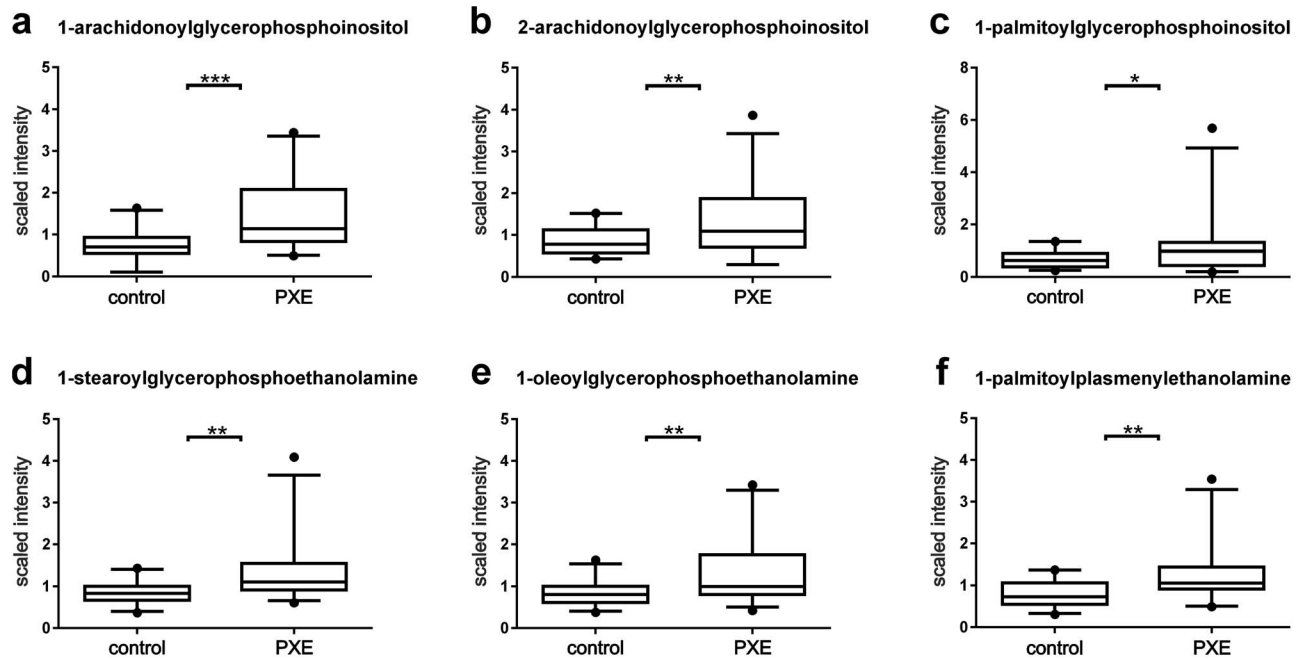 a 1-arachidonoylglycerophosphoinositol
scaled intensity
5
4
3
2
1
0
***
control PXE
b 2-arachidonoylglycerophosphoinositol
scaled intensity
5
4
3
2
1
0
**
control PXE
c 1-palmitoylglycerophosphoinositol
scaled intensity
8
6
4
2
0
*
control PXE
d 1-stearoylglycerophosphoethanolamine
scaled intensity
5
4
3
2
1
0
**
control PXE
e 1-oleoylglycerophosphoethanolamine
scaled intensity
5
4
3
2
1
0
**
control PXE
f 1-palmitoylplasmenylethanolamine
scaled intensity
5
4
3
2
1
0
**
control PXE